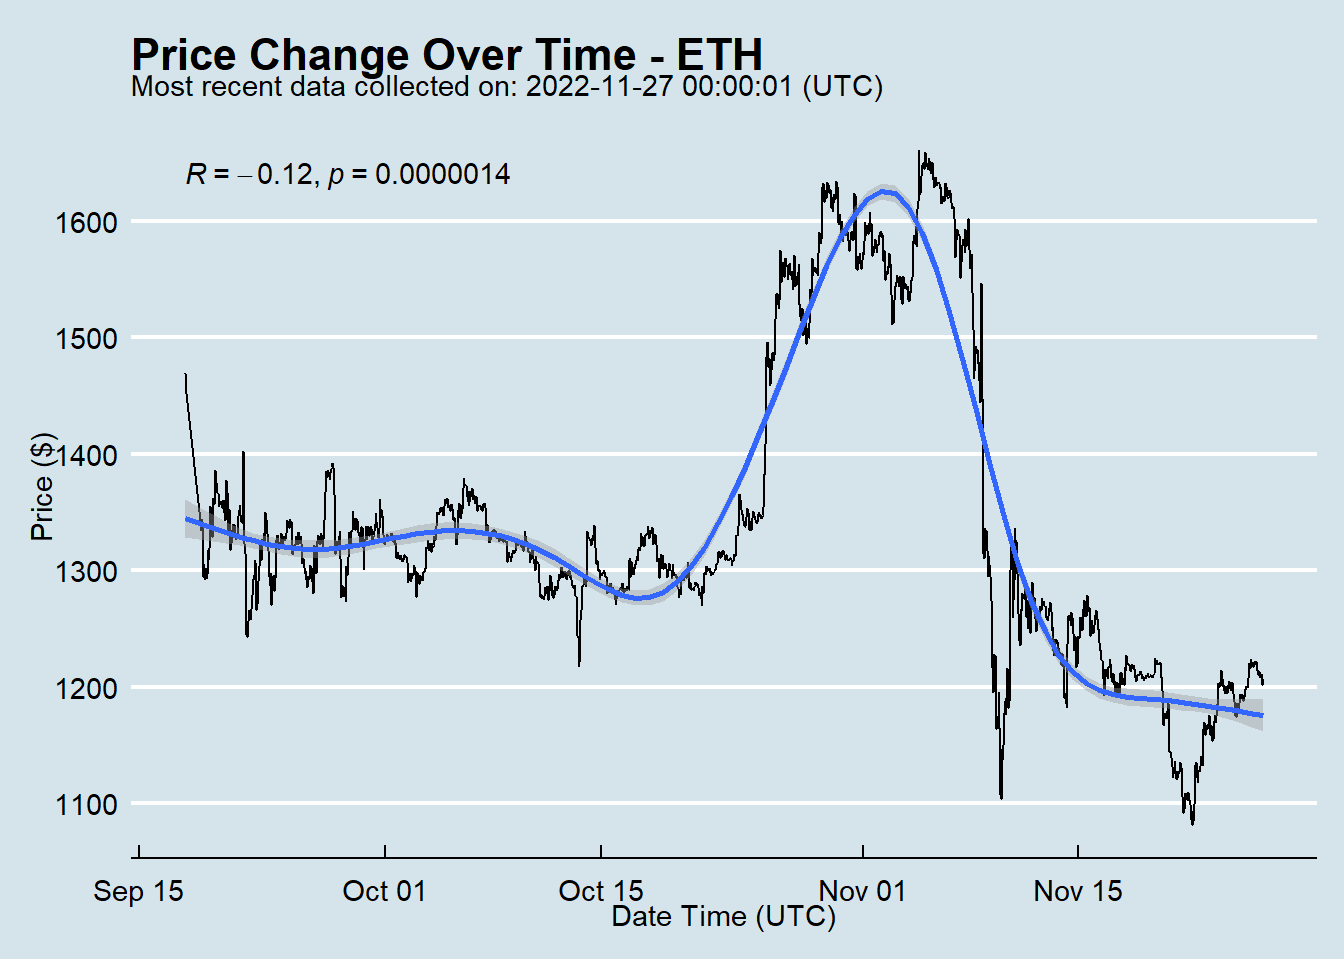 Price Change Over Time - ETH
Most recent data collected on: 2022-11-27 00:00:01 (UTC)
R = −0.12, p = 0.0000014
1600
1500
1400
1300
1200
1100
Price ($)
Sep 15 Oct 01 Oct 15 Nov 01 Nov 15
Date Time (UTC)